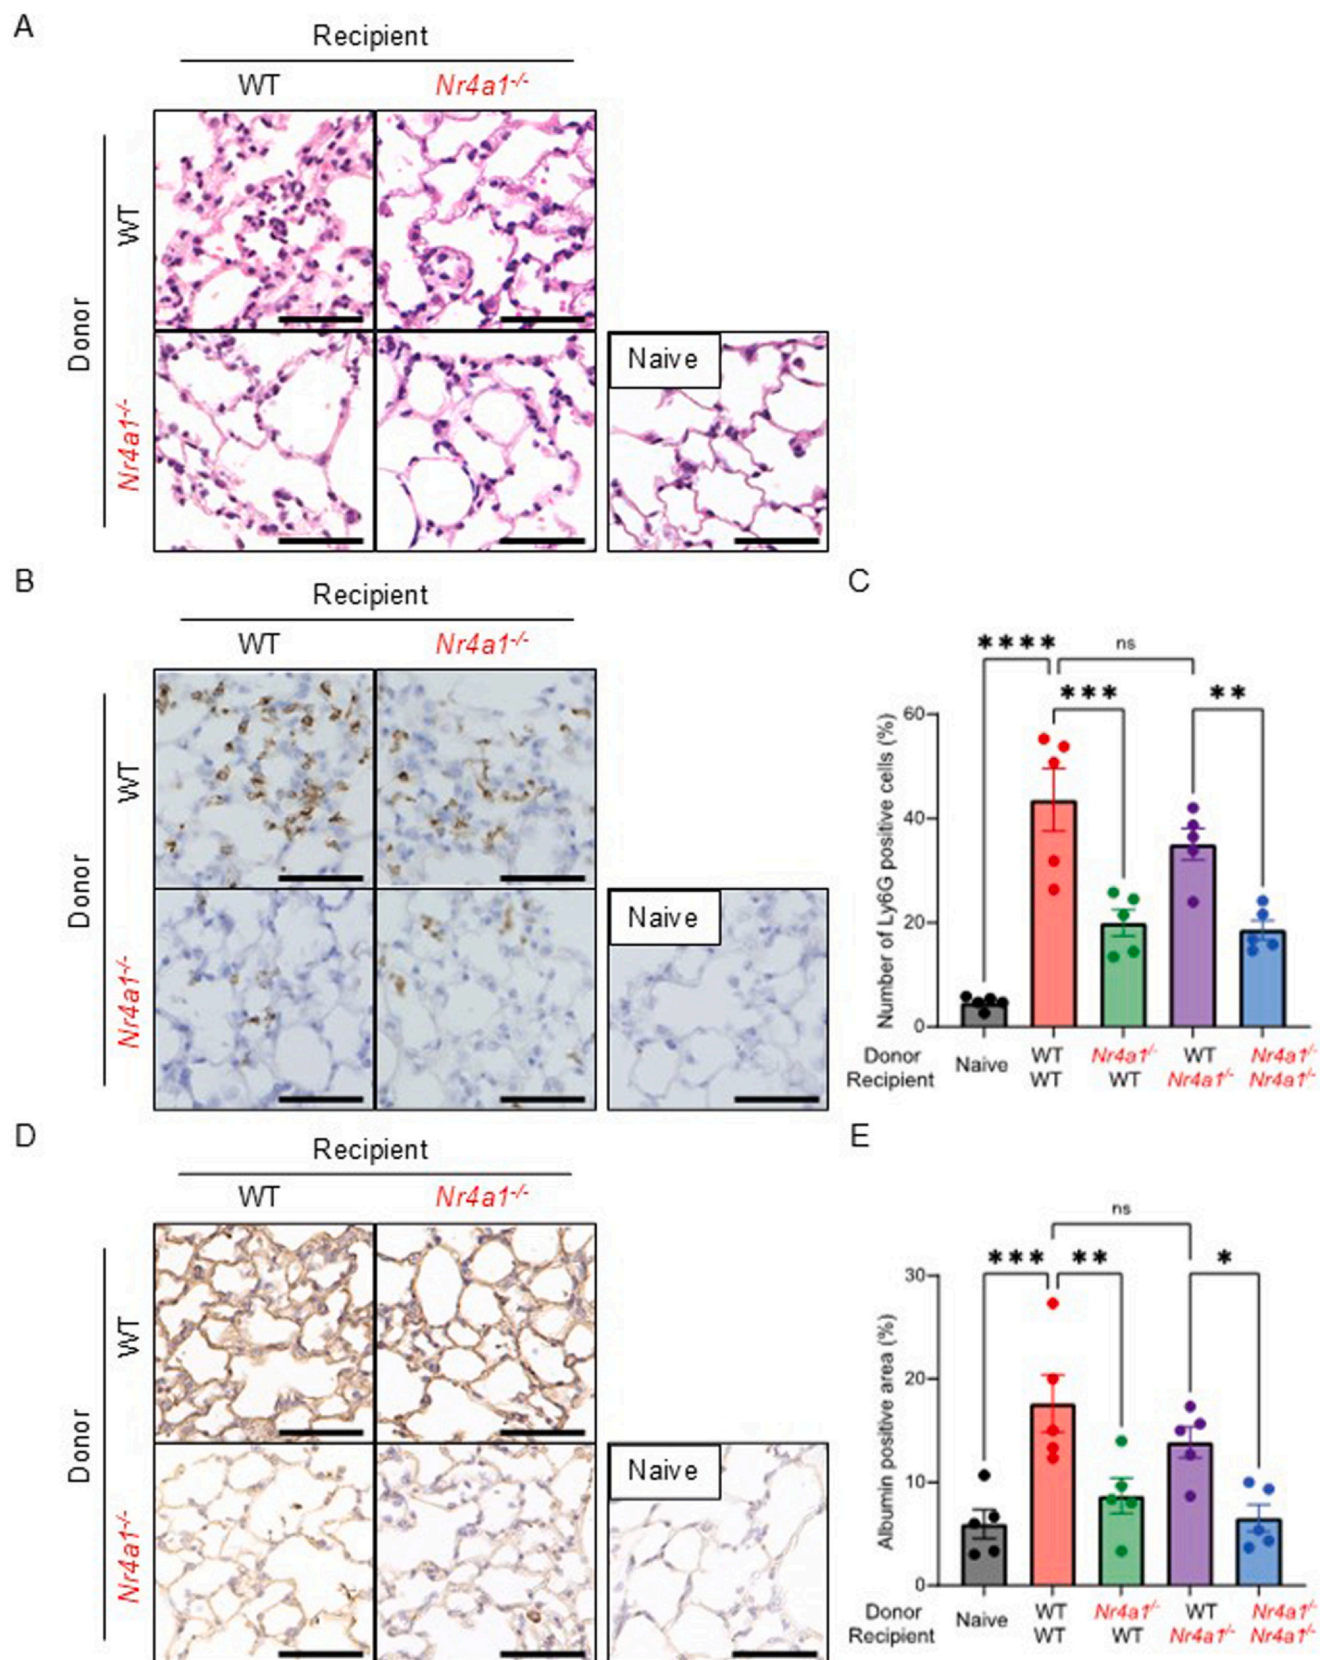 A
Recipient
WT Nr4a1-/-
Donor
WT
Nr4a1-/-
Naive
B
Recipient
WT Nr4a1-/-
Donor
WT
Nr4a1-/-
Naive
C
**** ns
*** **
Number of Ly6G positive cells (%)
60
40
20
0
Donor Naive WT Nr4a1-/- WT Nr4a1-/-
Recipient WT WT Nr4a1-/- Nr4a1-/-
D
Recipient
WT Nr4a1-/-
Donor
WT
Nr4a1-/-
Naive
E
ns
*** ** *
Albumin positive area (%)
30
20
10
0
Donor Naive WT Nr4a1-/- WT Nr4a1-/-
Recipient WT WT Nr4a1-/- Nr4a1-/-